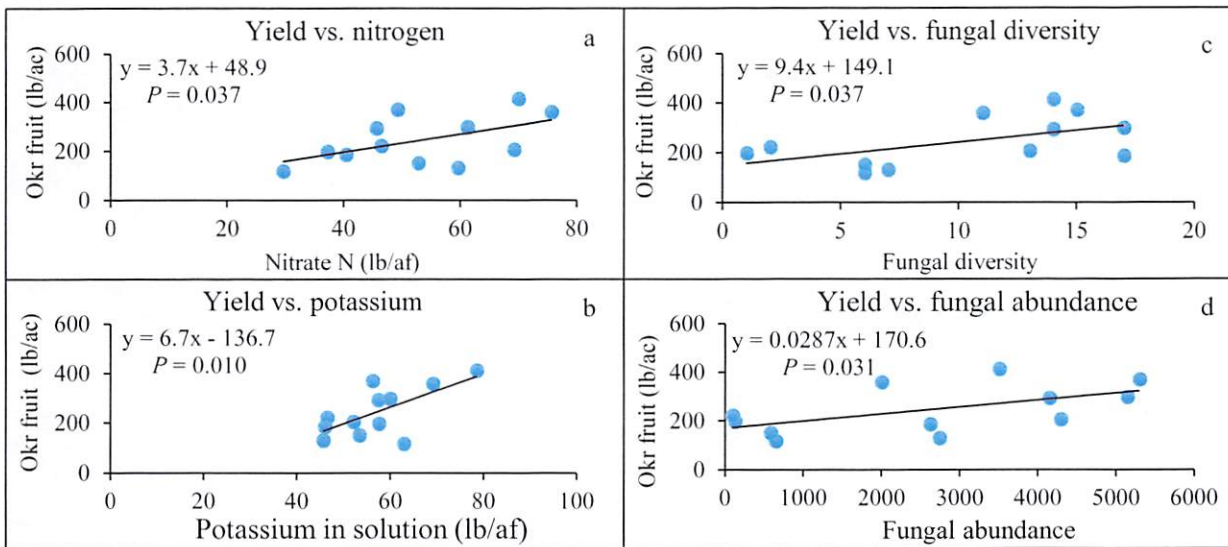 Yield vs. nitrogen
a
y = 3.7x + 48.9
P = 0.037
Okr fruit (lb/ac)
600
400
200
0
0 20 40 60 80
Nitrate N (lb/af)
Yield vs. fungal diversity
c
y = 9.4x + 149.1
P = 0.037
Okr fruit (lb/ac)
600
400
200
0
0 5 10 15 20
Fungal diversity
Yield vs. potassium
b
y = 6.7x - 136.7
P = 0.010
Okr fruit (lb/ac)
600
400
200
0
0 20 40 60 80 100
Potassium in solution (lb/af)
Yield vs. fungal abundance
d
y = 0.0287x + 170.6
P = 0.031
Okr fruit (lb/ac)
600
400
200
0
0 1000 2000 3000 4000 5000 6000
Fungal abundance